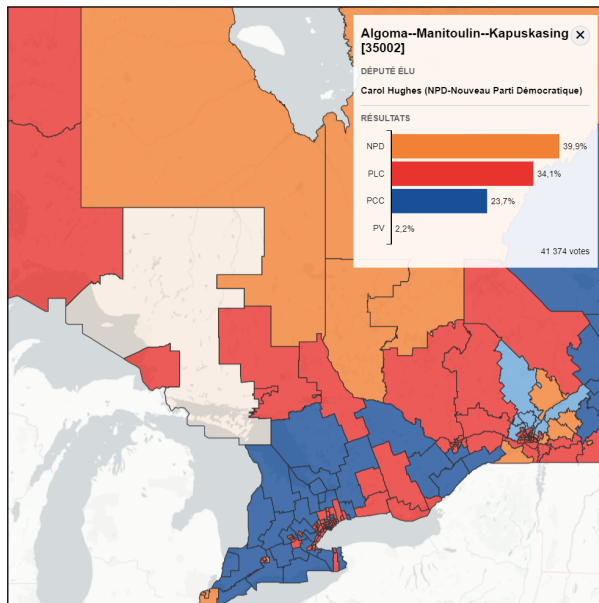 Algoma--Manitoulin--Kapuskasing
[35002]
DÉPUTÉ ÉLU
Carol Hughes (NPD-Nouveau Parti Démocratique)
RÉSULTATS
NPD 39,9%
PLC 34,1%
PCC 23,7%
PV 2,2%
41 374 votes